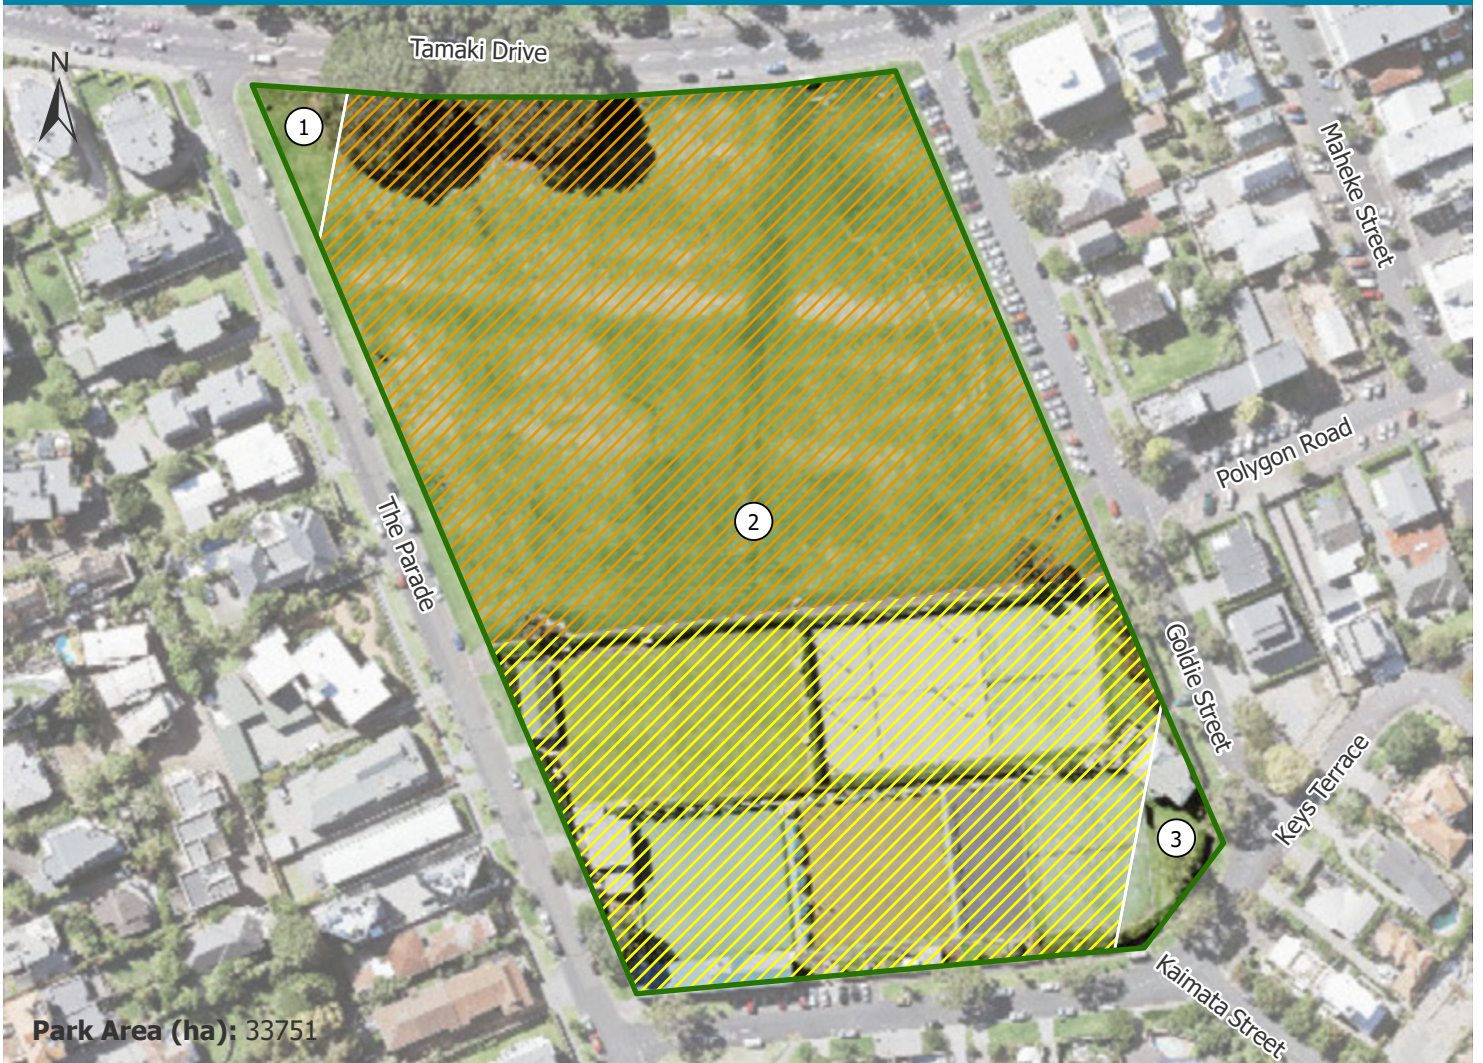 Tamaki Drive
N
1
Maheke Street
Polygon Road
The Parade
2
Goldie Street
Keys Terrace
3
Kaimata Street
Park Area (ha): 33751